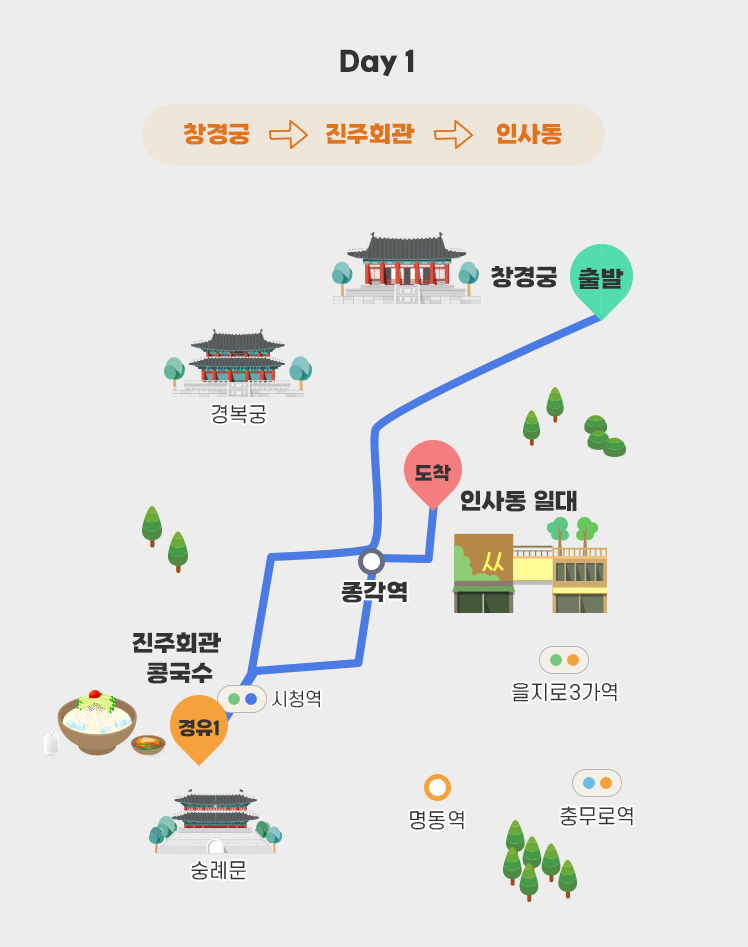 Day 1
창경궁 진주회관 인사동
창경궁 출발
경복궁
도착
인사동 일대
종각역
진주회관
콩국수
을지로3가역
시청역
경유1
명동역
충무로역
숭례문